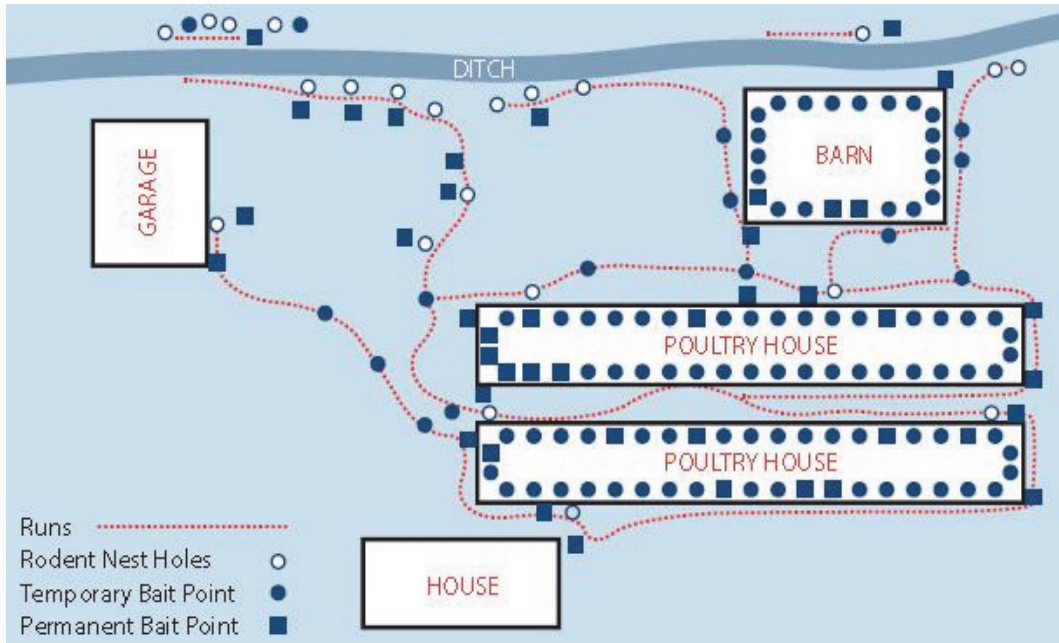 DITCH
GARAGE
BARN
POULTRY HOUSE
POULTRY HOUSE
HOUSE
Runs
Rodent Nest Holes
Temporary Bait Point
Permanent Bait Point